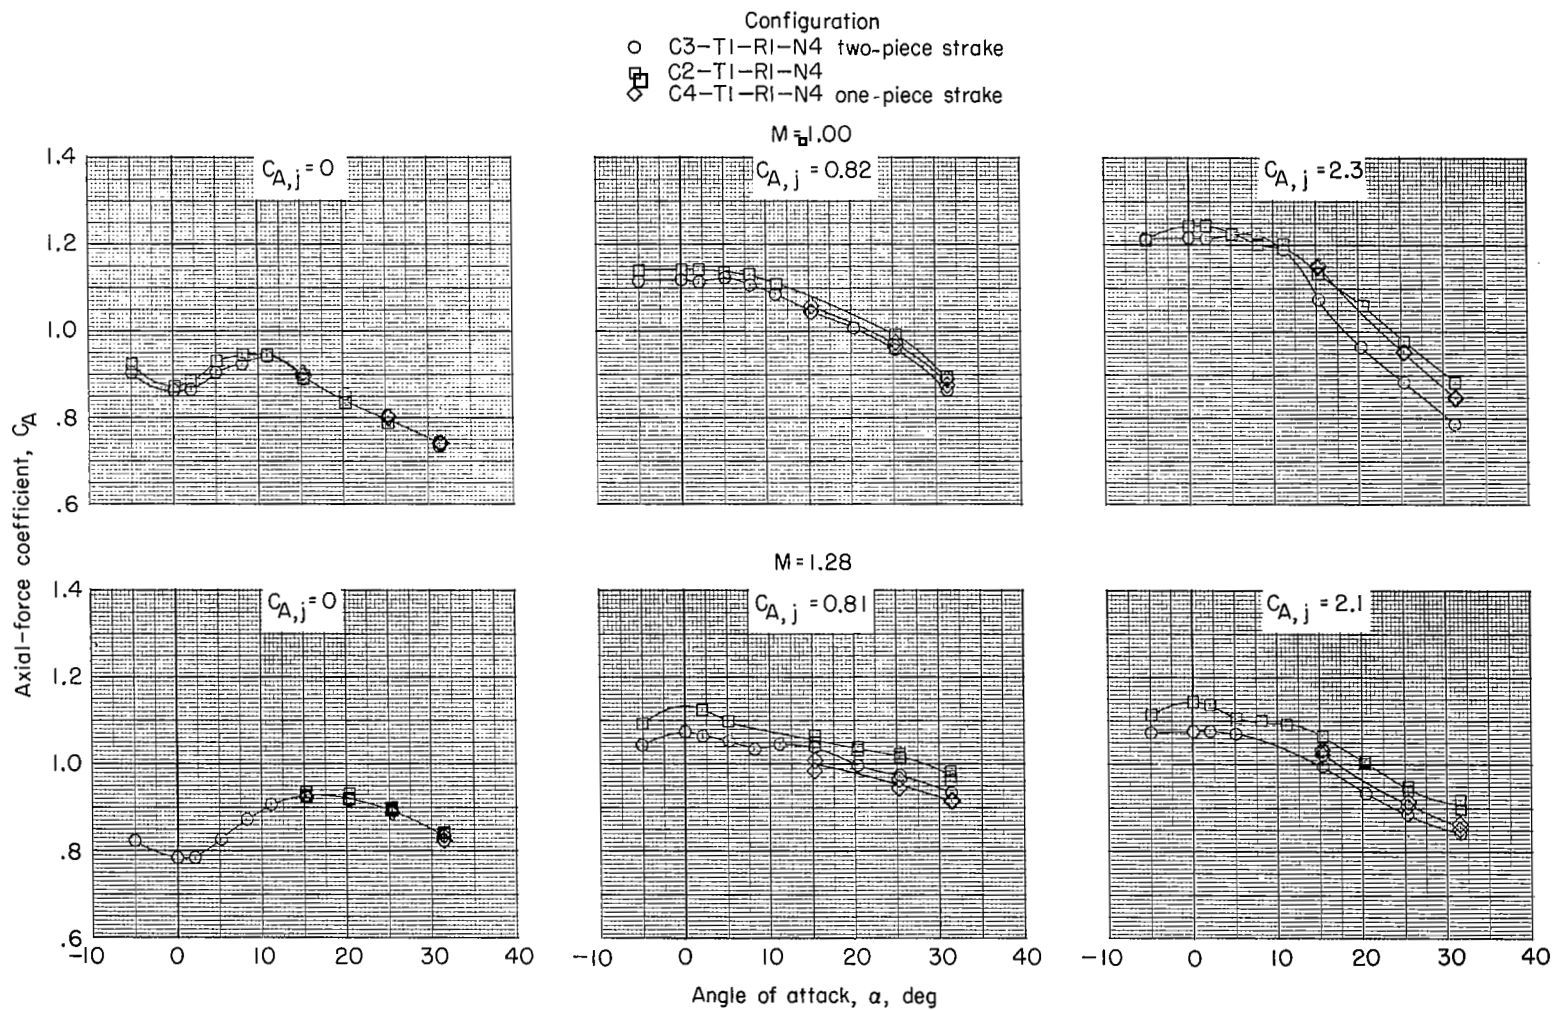 Configuration
C3-T1-R1-N4 two-piece strake
C2-T1-R1-N4
C4-T1-R1-N4 one-piece strake
M = 1.00
C_A,j = 0
C_A,j = 0.82
C_A,j = 2.3
1.4
1.2
1.0
.8
.6
M = 1.28
C_A,j = 0
C_A,j = 0.81
C_A,j = 2.1
1.4
1.2
1.0
.8
.6
Axial-force coefficient, C_A
-10 0 10 20 30 40
-10 0 10 20 30 40
-10 0 10 20 30 40
Angle of attack, α, deg